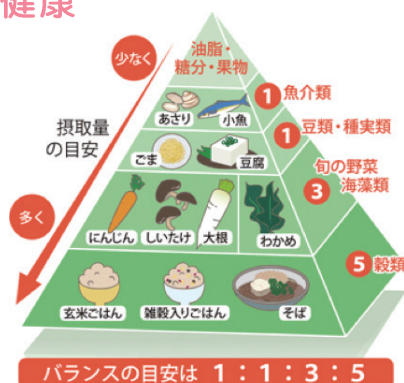 健康
少なく
油脂・
糖分・果物
あさり
小魚
1 魚介類
摂取量
の目安
ごま
豆腐
1 豆類・種実類
旬の野菜
海藻類
3
多く
にんじん
しいたけ
大根
わかめ
5 穀類
玄米ごはん
雑穀入りごはん
そば
バランスの目安は 1:1:3:5